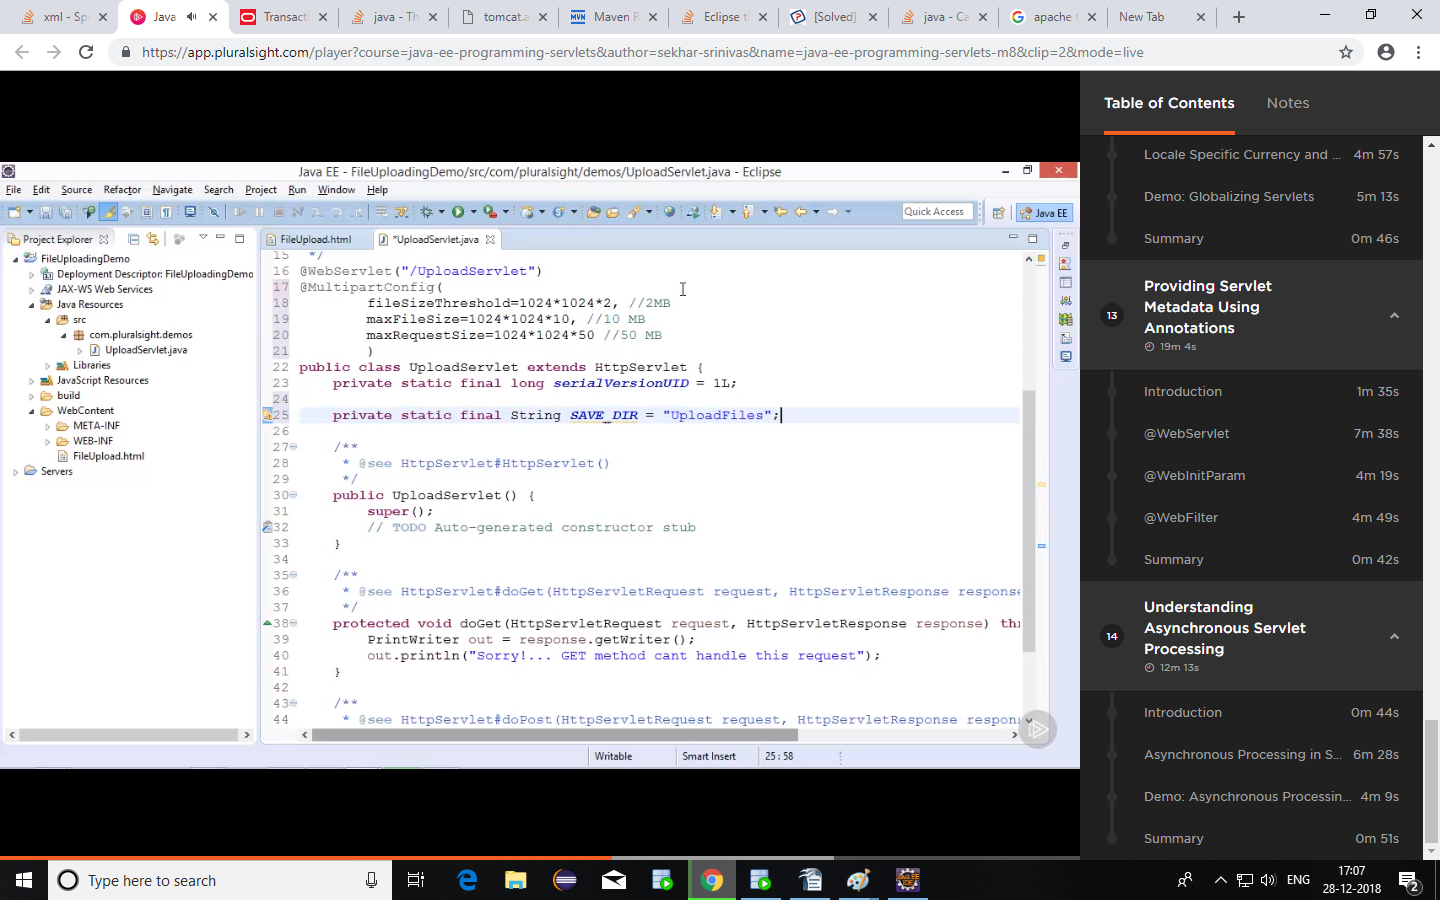 xml - Sp
Java
Transacti
java - Th
tomcat.a
Maven R
Eclipse ti
[Solved]
java - Ca
apache t
New Tab
https://app.pluralsight.com/player?course=java-ee-programming-servlets&author=sekhar-srinivas&name=java-ee-programming-servlets-m8&clip=2&mode=live
Java EE - FileUploadingDemo/src/com/pluralsight/demos/UploadServlet.java - Eclipse
File Edit Source Refactor Navigate Search Project Run Window Help
Quick Access
Java EE
Project Explorer
FileUploadingDemo
Deployment Descriptor: FileUploadingDemo
JAX-WS Web Services
Java Resources
src
com.pluralsight.demos
UploadServlet.java
Libraries
JavaScript Resources
build
WebContent
META-INF
WEB-INF
FileUpload.html
Servers
FileUpload.html
*UploadServlet.java
15 */
16 @WebServlet("/UploadServlet")
17 @MultipartConfig(
18 fileSizeThreshold=1024*1024*2, //2MB
19 maxFileSize=1024*1024*10, //10 MB
20 maxRequestSize=1024*1024*50 //50 MB
21 )
22 public class UploadServlet extends HttpServlet {
23 private static final long serialVersionUID = 1L;
24
25 private static final String SAVE_DIR = "UploadFiles";
26
27 /**
28 * @see HttpServlet#HttpServlet()
29 */
30 public UploadServlet() {
31 super();
32 // TODO Auto-generated constructor stub
33 }
34
35 /**
36 * @see HttpServlet#doGet(HttpServletRequest request, HttpServletResponse response
37 */
38 protected void doGet(HttpServletRequest request, HttpServletResponse response) thr
39 PrintWriter out = response.getWriter();
40 out.println("Sorry!... GET method cant handle this request");
41 }
42
43 /**
44 * @see HttpServlet#doPost(HttpServletRequest request, HttpServletResponse respons
Writable
Smart Insert
25 : 58
Table of Contents
Notes
Locale Specific Currency and ... 4m 57s
Demo: Globalizing Servlets 5m 13s
Summary 0m 46s
13
Providing Servlet
Metadata Using
Annotations
19m 4s
Introduction 1m 35s
@WebServlet 7m 38s
@WebInitParam 4m 19s
@WebFilter 4m 49s
Summary 0m 42s
14
Understanding
Asynchronous Servlet
Processing
12m 13s
Introduction 0m 44s
Asynchronous Processing in S... 6m 28s
Demo: Asynchronous Processin... 4m 9s
Summary 0m 51s
Type here to search
ENG
17:07
28-12-2018
2